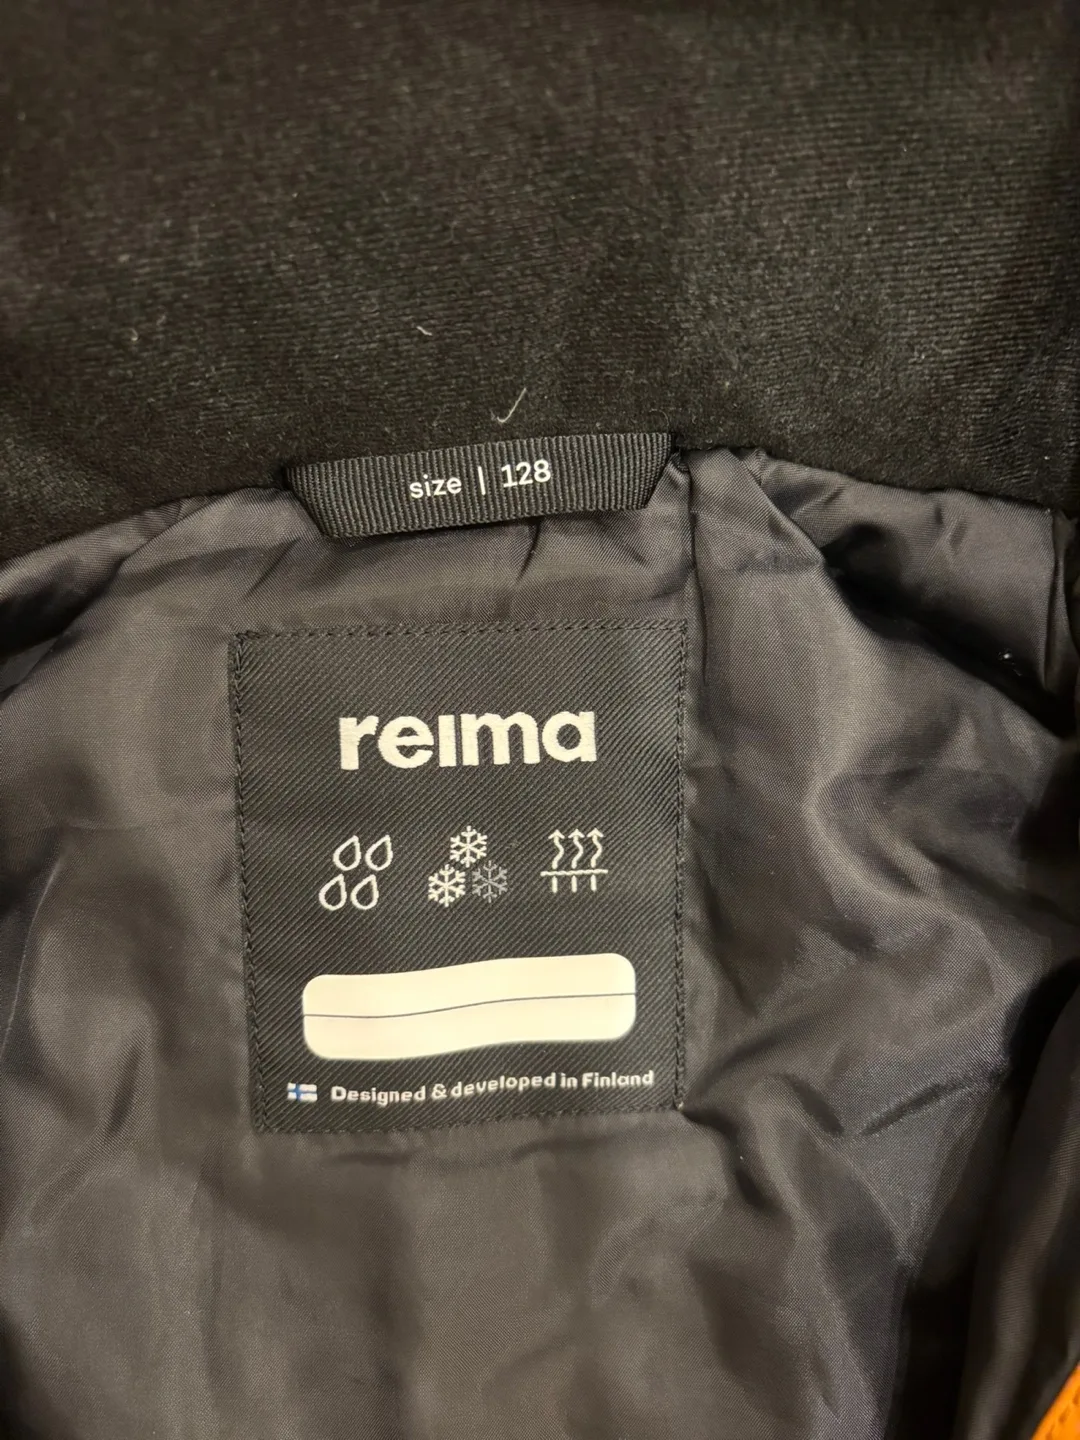 size | 128
reima
Designed & developed in Finland